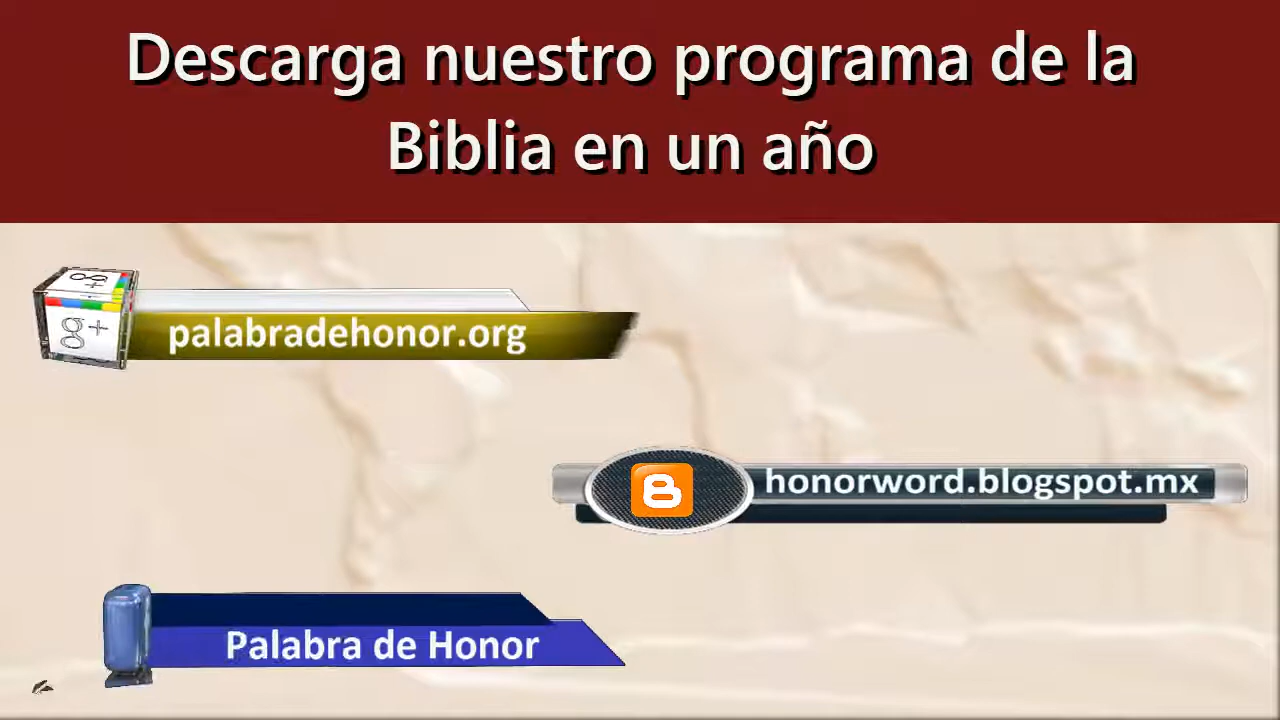 Descarga nuestro programa de la
Biblia en un año
g+
g+
palabradehonor.org
honorword.blogspot.mx
Palabra de Honor